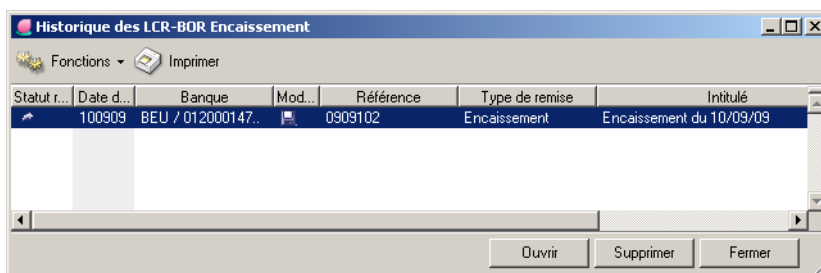 Historique des LCR-BOR Encaissement
Fonctions Imprimer
Statut r... Date d... Banque Mod... Référence Type de remise Intitulé
100909 BEU / 012000147.. 0909102 Encaissement Encaissement du 10/09/09
Ouvrir Supprimer Fermer